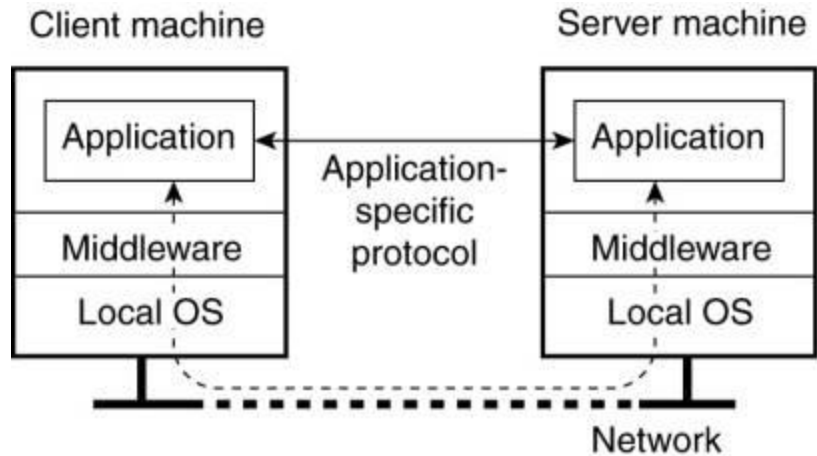 Client machine
Server machine
Application
Application
Application-
specific
protocol
Middleware
Middleware
Local OS
Local OS
Network